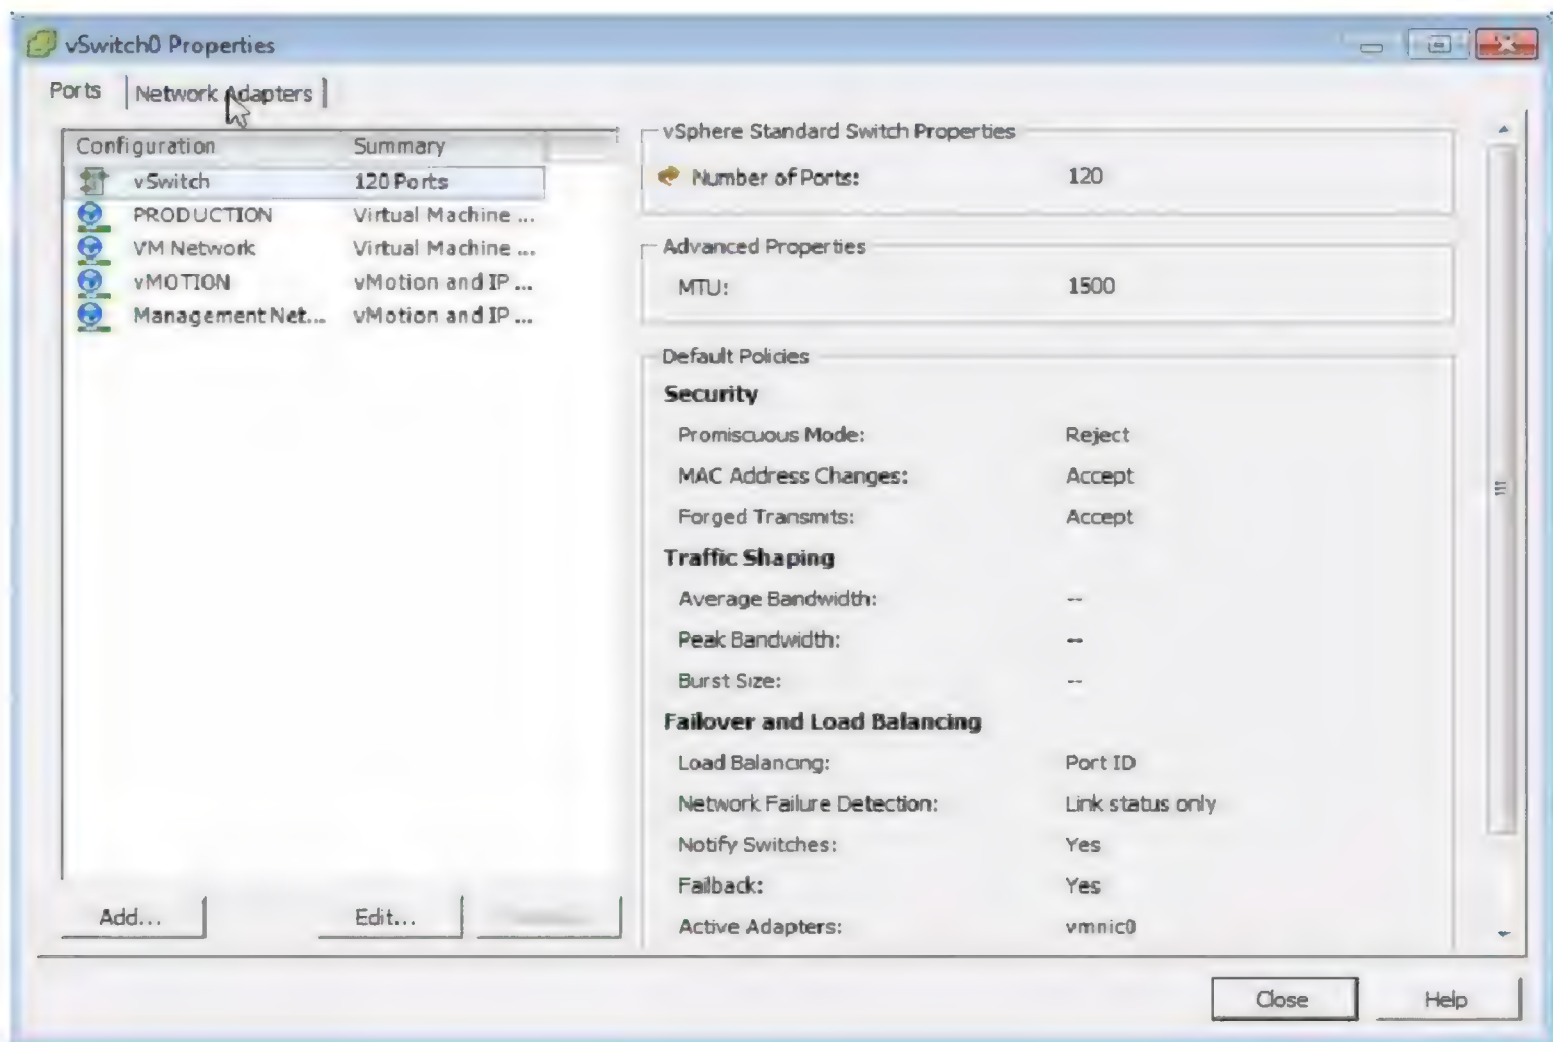 vSwitch0 Properties
Ports Network Adapters
Configuration Summary
vSwitch 120 Ports
PRODUCTION Virtual Machine ...
VM Network Virtual Machine ...
vMOTION vMotion and IP ...
Management Net... vMotion and IP ...
Add... Edit...
vSphere Standard Switch Properties
Number of Ports: 120
Advanced Properties
MTU: 1500
Default Policies
Security
Promiscuous Mode: Reject
MAC Address Changes: Accept
Forged Transmits: Accept
Traffic Shaping
Average Bandwidth: --
Peak Bandwidth: --
Burst Size: --
Failover and Load Balancing
Load Balancing: Port ID
Network Failure Detection: Link status only
Notify Switches: Yes
Failback: Yes
Active Adapters: vmnic0
Close Help